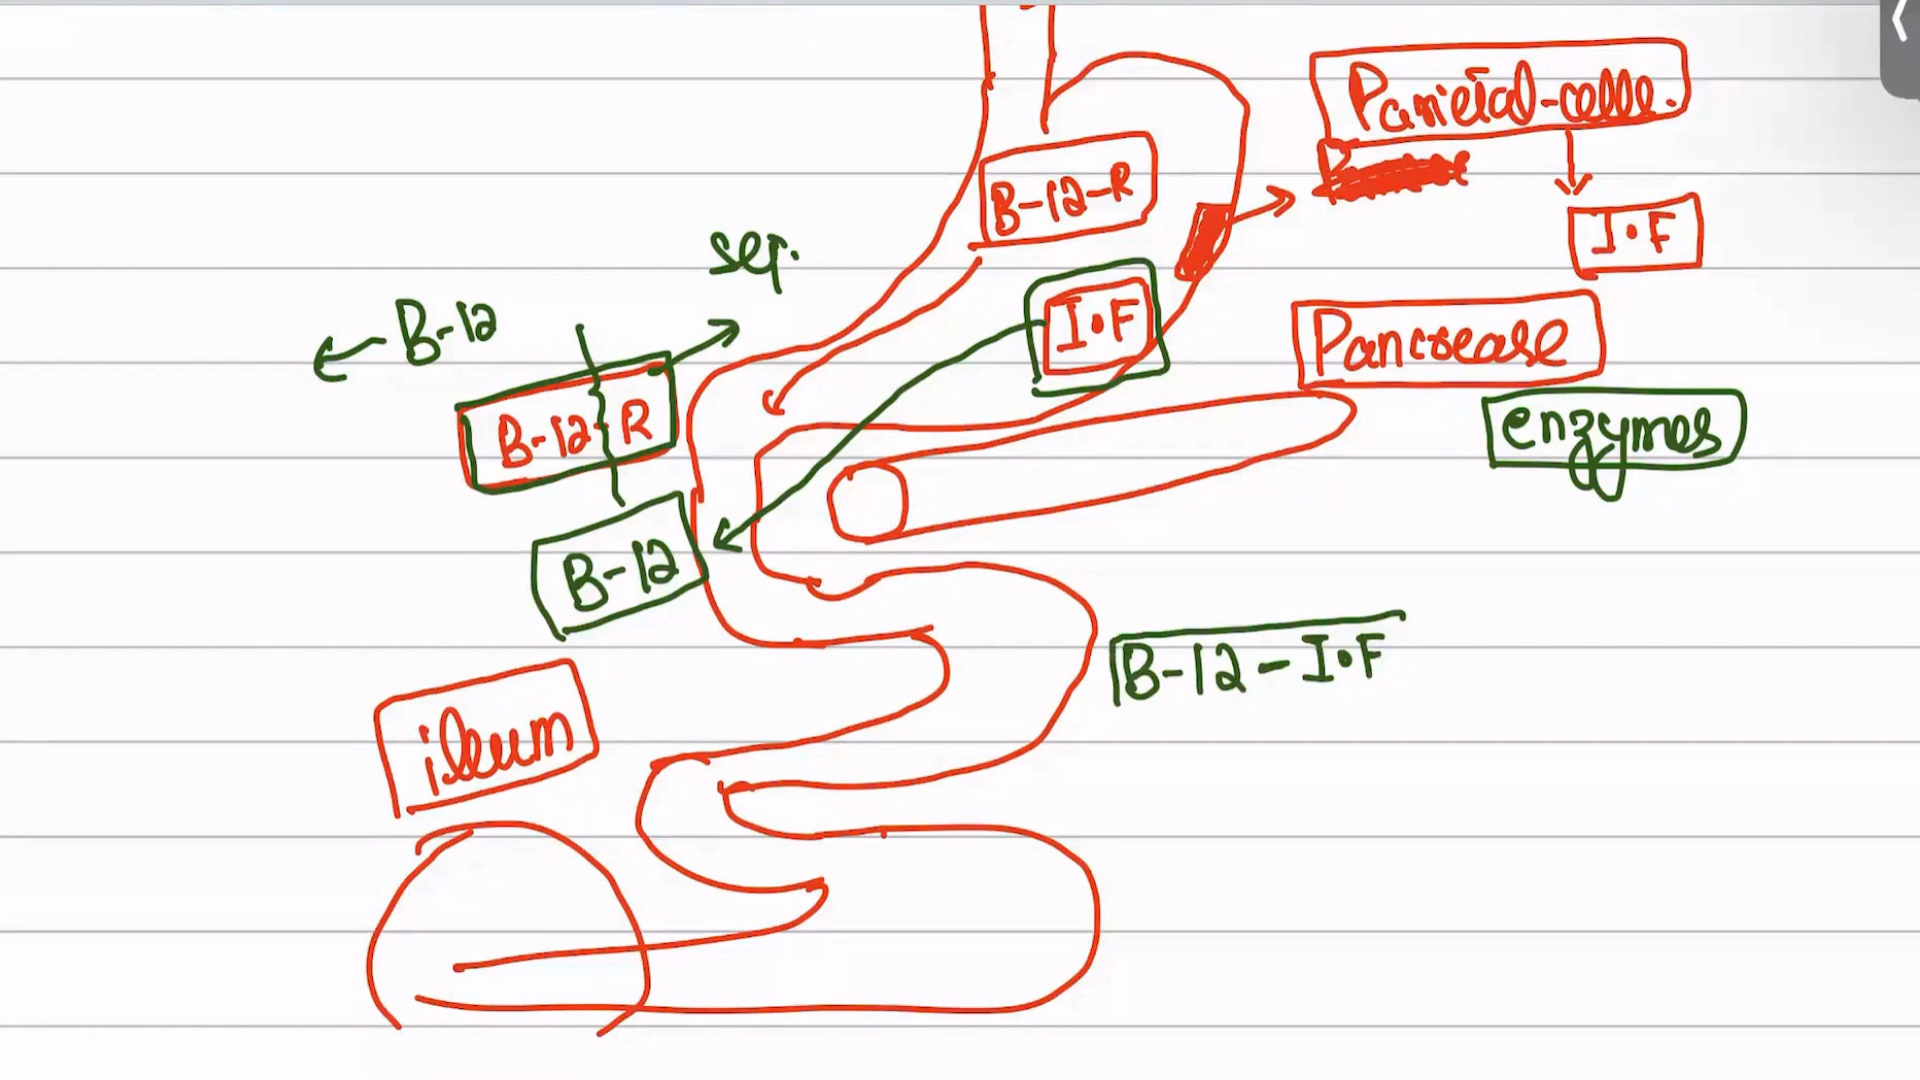 Parietal-cells.
B-12-R
I.F
sep.
B-12
I.F
Pancrease
B-12-R
enzymes
B-12
B-12-I.F
ileum